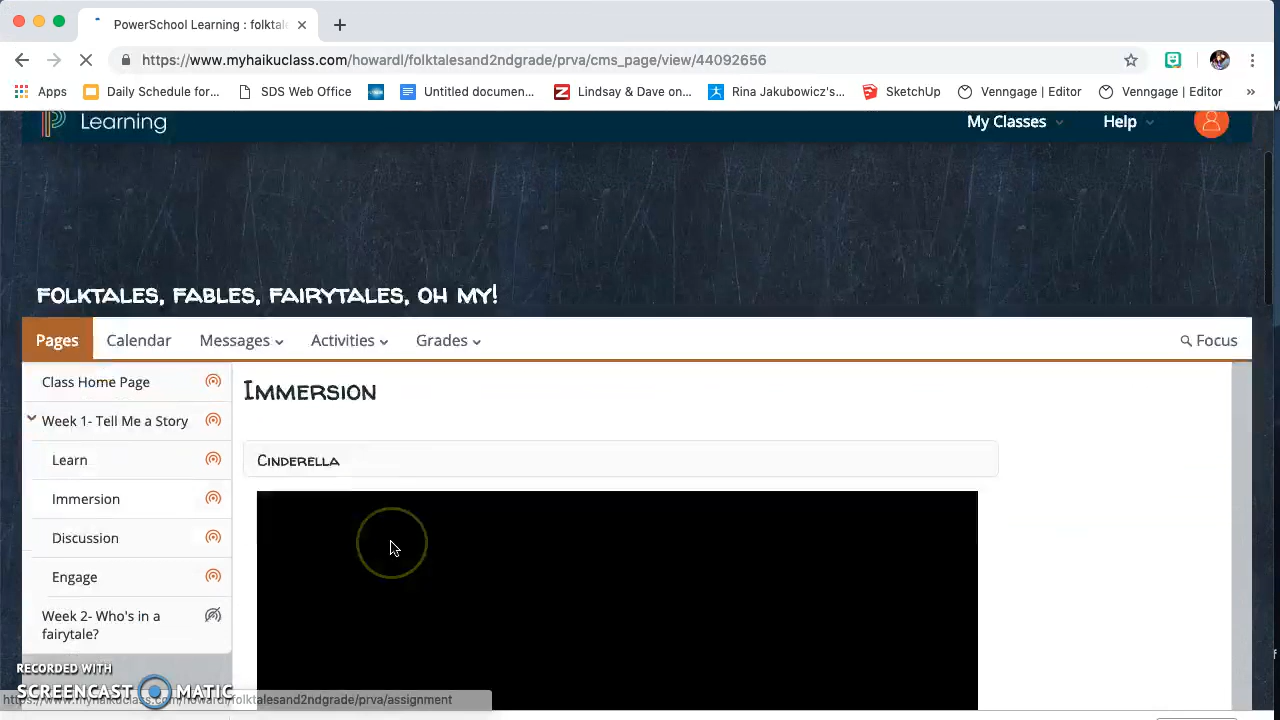 PowerSchool Learning : folktal
https://www.myhaikuclass.com/howardl/folktalesand2ndgrade/prva/cms_page/view/44092656
Apps
Daily Schedule for...
SDS Web Office
Untitled documen...
Lindsay & Dave on...
Rina Jakubowicz's...
SketchUp
Venngage | Editor
Venngage | Editor
»
Learning
My Classes
Help
Folktales, Fables, Fairytales, Oh My!
Pages
Calendar
Messages
Activities
Grades
Focus
Class Home Page
Week 1- Tell Me a Story
Learn
Immersion
Discussion
Engage
Week 2- Who's in a
fairytale?
Immersion
Cinderella
RECORDED WITH
SCREENCAST MATIC
https://www.myhaikuclass.com/howardl/folktalesand2ndgrade/prva/assignment